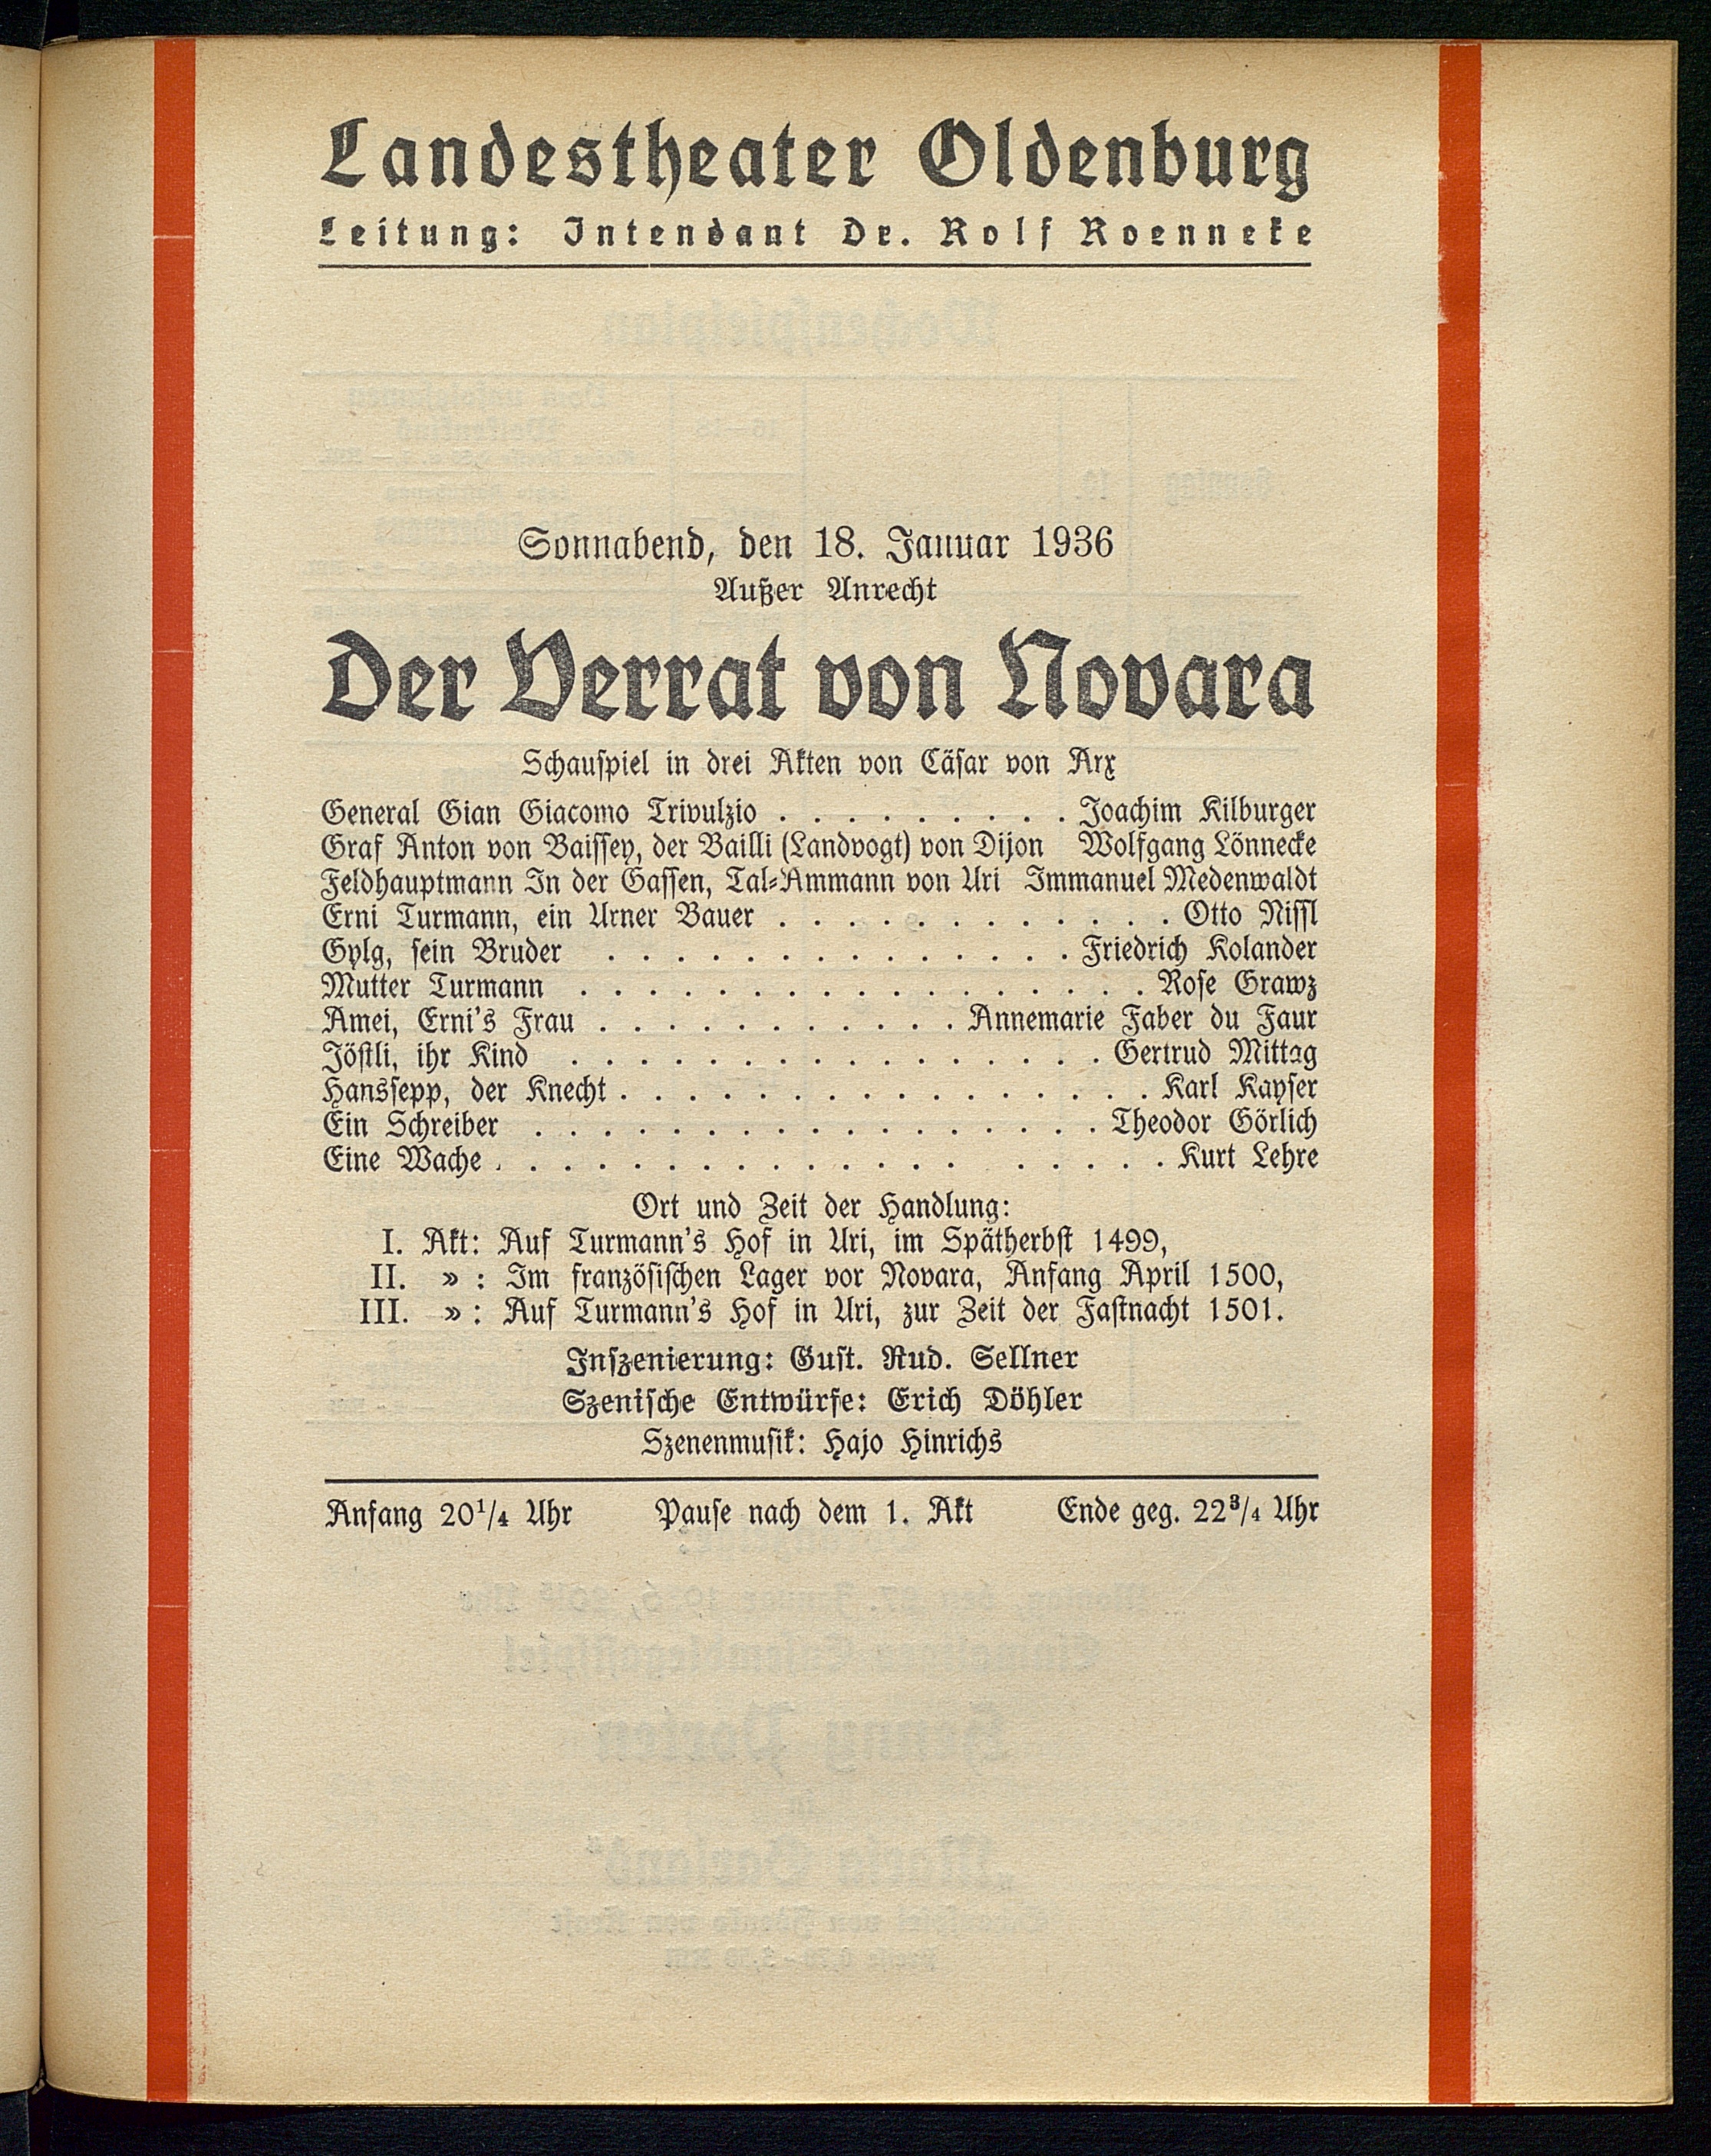 Landestheater Oldenburg
Leitung: Intendant Dr. Rolf Roenneke
Sonnabend, den 18. Januar 1936
Außer Anrecht
Der Verrat von Novara
Schauspiel in drei Akten von Cäsar von Arx
General Gian Giacomo Trivulzio . . . . . . . . . Joachim Kilburger
Graf Anton von Baissey, der Bailli (Landvogt) von Dijon Wolfgang Lönnecke
Feldhauptmann In der Gassen, Tal-Ammann von Uri Immanuel Medenwaldt
Erni Turmann, ein Urner Bauer . . . . . . . . . . . . Otto Nissl
Gylg, sein Bruder . . . . . . . . . . . . . . Friedrich Kolander
Mutter Turmann . . . . . . . . . . . . . . . . . Rose Grawz
Amei, Erni's Frau . . . . . . . . . . . Annemarie Faber du Faur
Jöstli, ihr Kind . . . . . . . . . . . . . . . . Gertrud Mittag
Hanssepp, der Knecht . . . . . . . . . . . . . . . . Karl Kayser
Ein Schreiber . . . . . . . . . . . . . . . . . Theodor Görlich
Eine Wache . . . . . . . . . . . . . . . . . . . Kurt Lehre
Ort und Zeit der Handlung:
I. Akt: Auf Turmann's Hof in Uri, im Spätherbst 1499,
II. » : Im französischen Lager vor Novara, Anfang April 1500,
III. » : Auf Turmann's Hof in Uri, zur Zeit der Fastnacht 1501.
Inszenierung: Gust. Rud. Sellner
Szenische Entwürfe: Erich Döhler
Szenenmusik: Hajo Hinrichs
Anfang 20¹/₄ Uhr Pause nach dem 1. Akt Ende geg. 22³/₄ Uhr